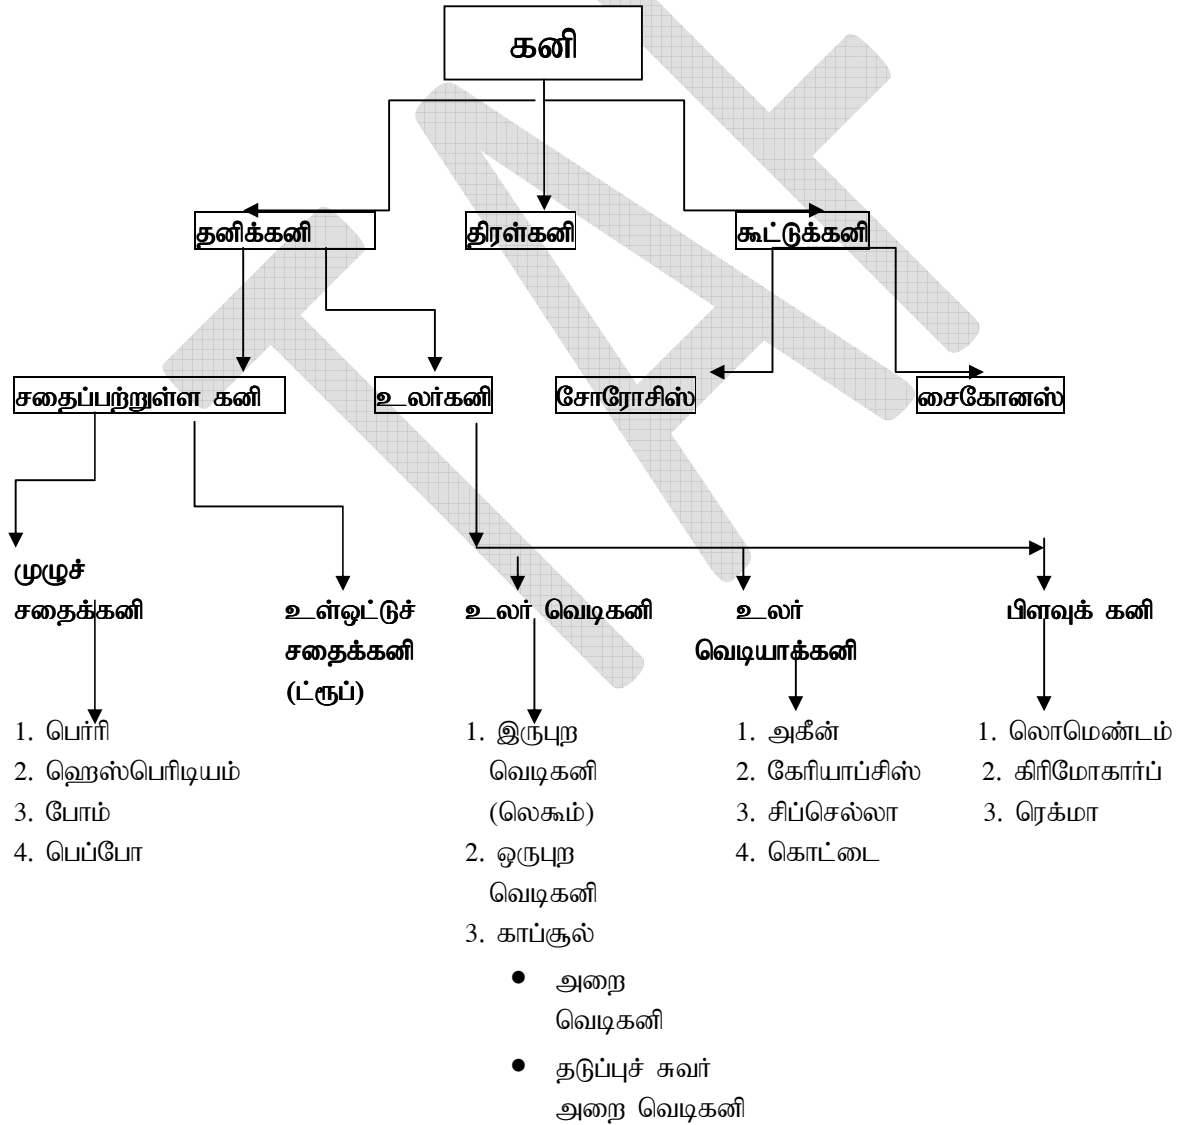 கனி
தனிக்கனி
திரள்கனி
கூட்டுக்கனி
சதைப்பற்றுள்ள கனி
உலர்கனி
சோரோசிஸ்
சைகோனஸ்
முழுச்
சதைக்கனி
உள்ஒட்டுச்
சதைக்கனி
(ட்ரூப்)
உலர் வெடிகனி
உலர்
வெடியாக்கனி
பிளவுக் கனி
1. பெர்ரி
2. ஹெஸ்பெரிடியம்
3. போம்
4. பெப்போ
1. இருபுற
வெடிகனி
(லெகூம்)
2. ஒருபுற
வெடிகனி
3. காப்சூல்
• அறை
வெடிகனி
• தடுப்புச் சுவர்
அறை வெடிகனி
1. அகீன்
2. கேரியாப்சிஸ்
3. சிப்செல்லா
4. கொட்டை
1. லொமெண்டம்
2. கிரிமோகார்ப்
3. ரெக்மா